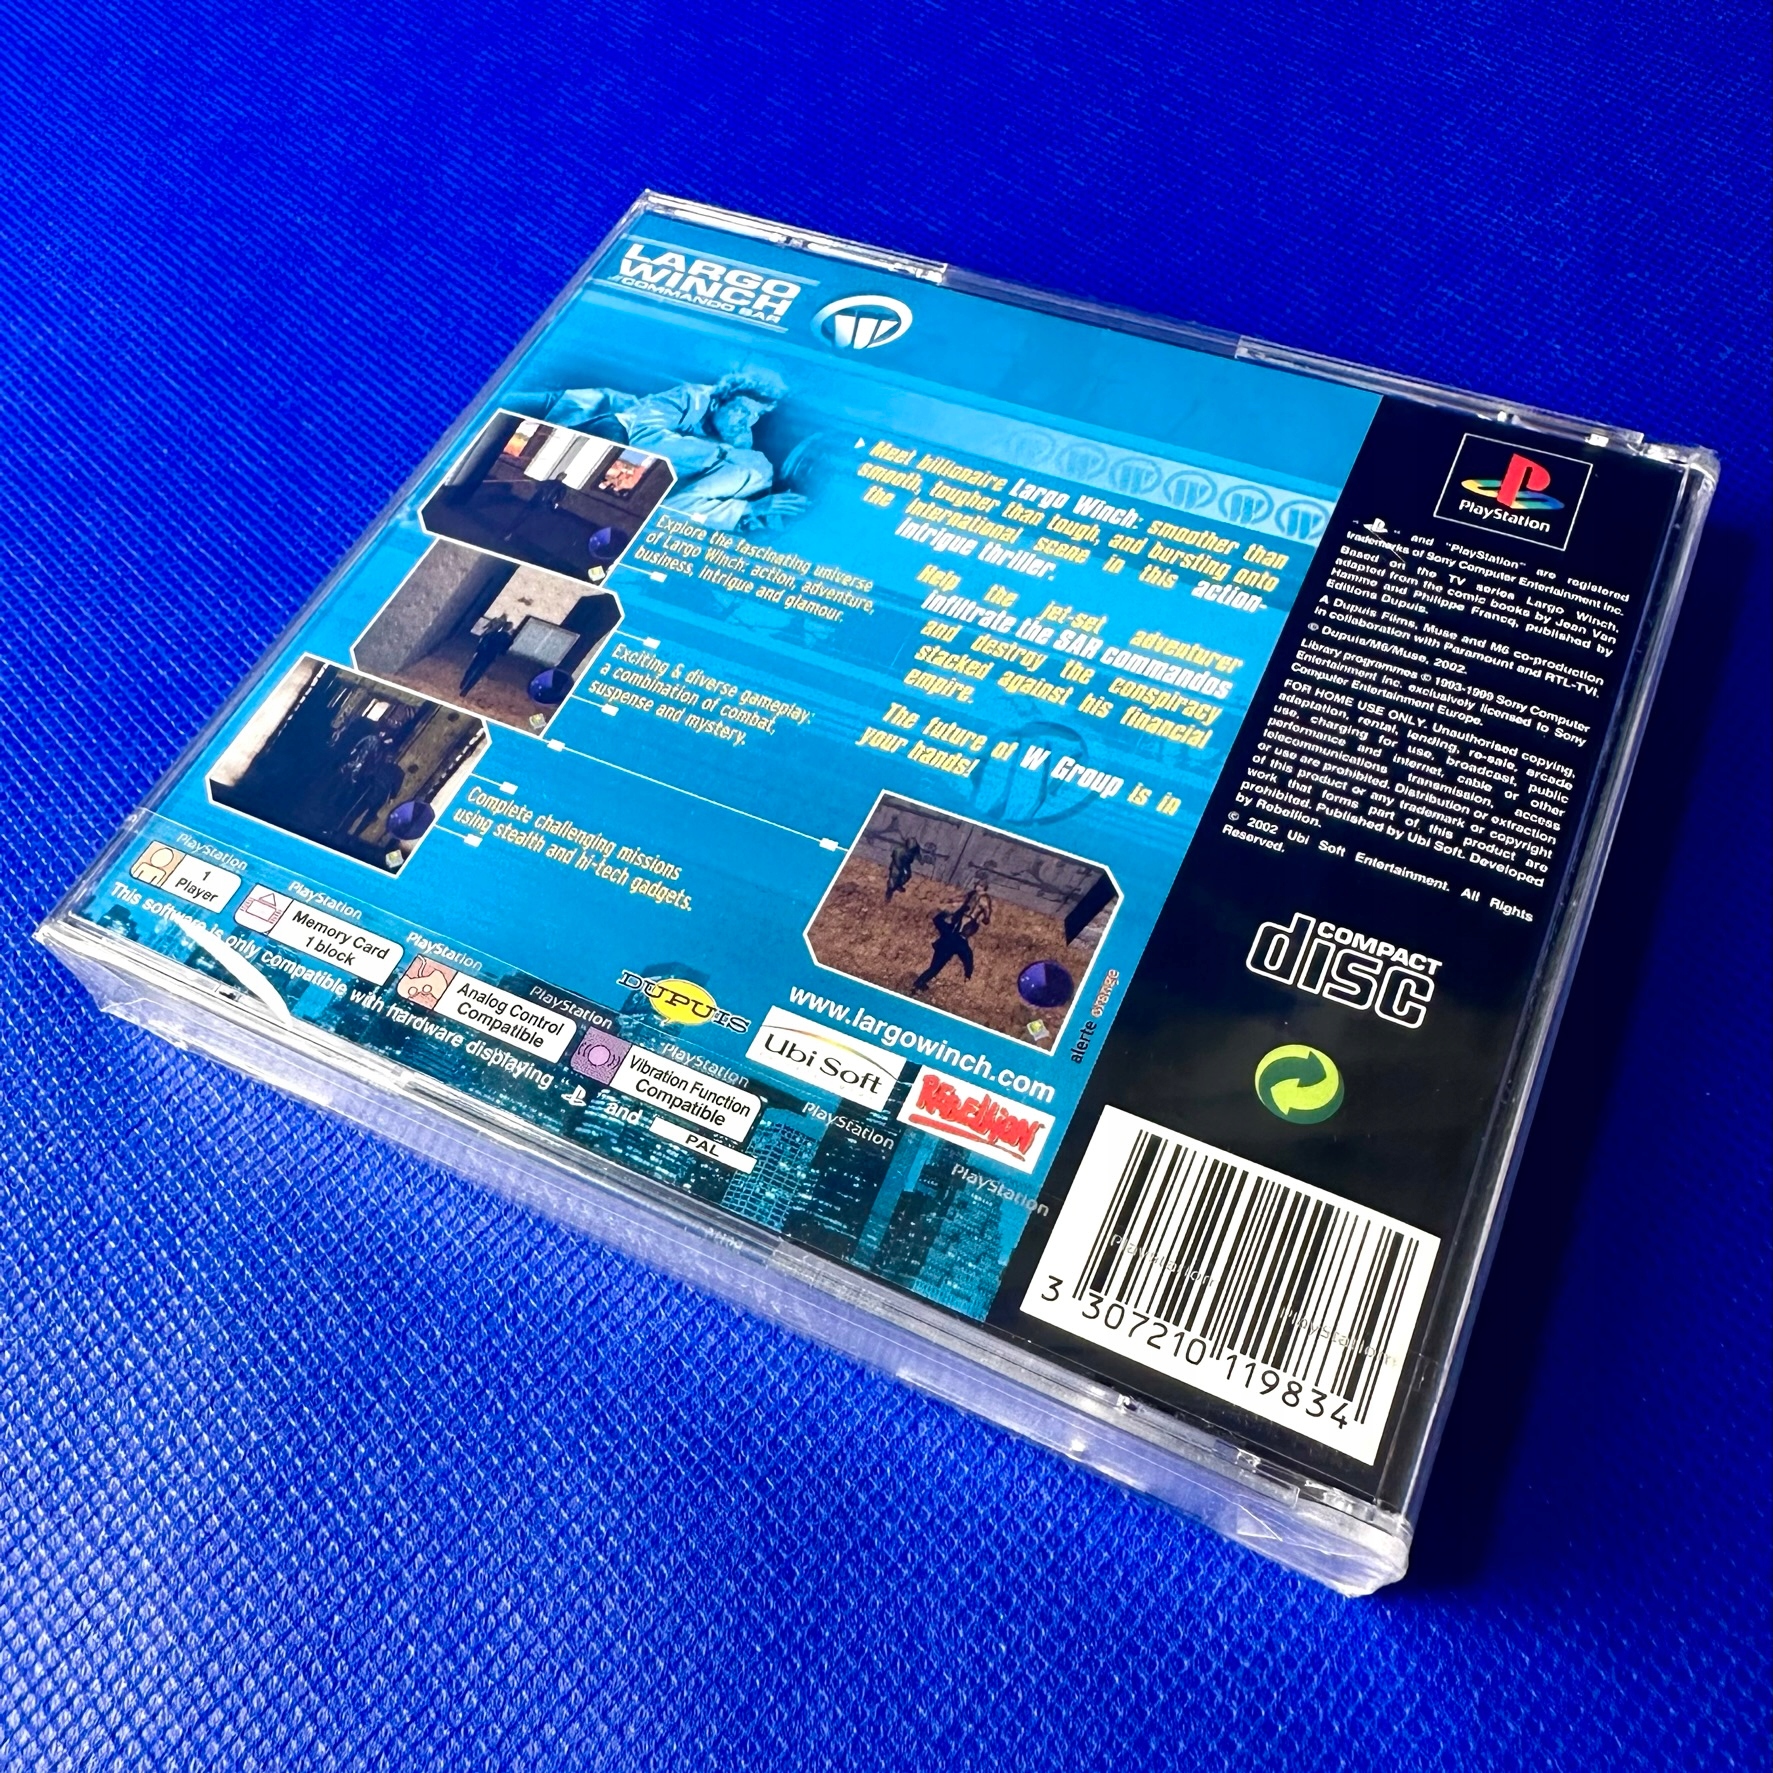 LARGO
WINCH
//COMMANDO SAR
Meet billionaire Largo Winch: smoother than
smooth, tougher than tough, and bursting onto
the international scene in this action-
intrigue thriller.
Help the jet-set adventurer
infiltrate the SAR commandos
and destroy the conspiracy
stacked against his financial
empire.
The future of W Group is in
your hands!
Explore the fascinating universe
of Largo Winch: action, adventure,
business, intrigue and glamour.
Exciting & diverse gameplay:
a combination of combat,
suspense and mystery.
Complete challenging missions
using stealth and hi-tech gadgets.
PlayStation
1
Player
PlayStation
Memory Card
1 block
PlayStation
Analog Control
Compatible
PlayStation
Vibration Function
Compatible
PlayStation
This software is only compatible with hardware displaying " " and
PAL
DUPUIS
www.largowinch.com
Ubi Soft
REBELLION
alerte orange
PlayStation
PlayStation
PlayStation
" " and "PlayStation" are registered
trademarks of Sony Computer Entertainment Inc.
Based on the TV series Largo Winch,
adapted from the comic books by Jean Van
Hamme and Philippe Francq, published by
Editions Dupuis.
A Dupuis Films, Muse and M6 co-production
in collaboration with Paramount and RTL-TVI.
© Dupuis/M6/Muse, 2002.
Library programmes © 1993-1999 Sony Computer
Entertainment Inc. exclusively licensed to Sony
Computer Entertainment Europe.
FOR HOME USE ONLY. Unauthorised copying,
adaptation, rental, lending, re-sale, arcade
use, charging for use, broadcast, public
performance and internet, cable or other
telecommunications transmission, access
or use are prohibited. Distribution or extraction
of this product or any trademark or copyright
work that forms part of this product are
prohibited. Published by Ubi Soft. Developed
by Rebellion.
© 2002 Ubi Soft Entertainment. All Rights
Reserved.
COMPACT
disc
PlayStation
PlayStation
3 307210 119834